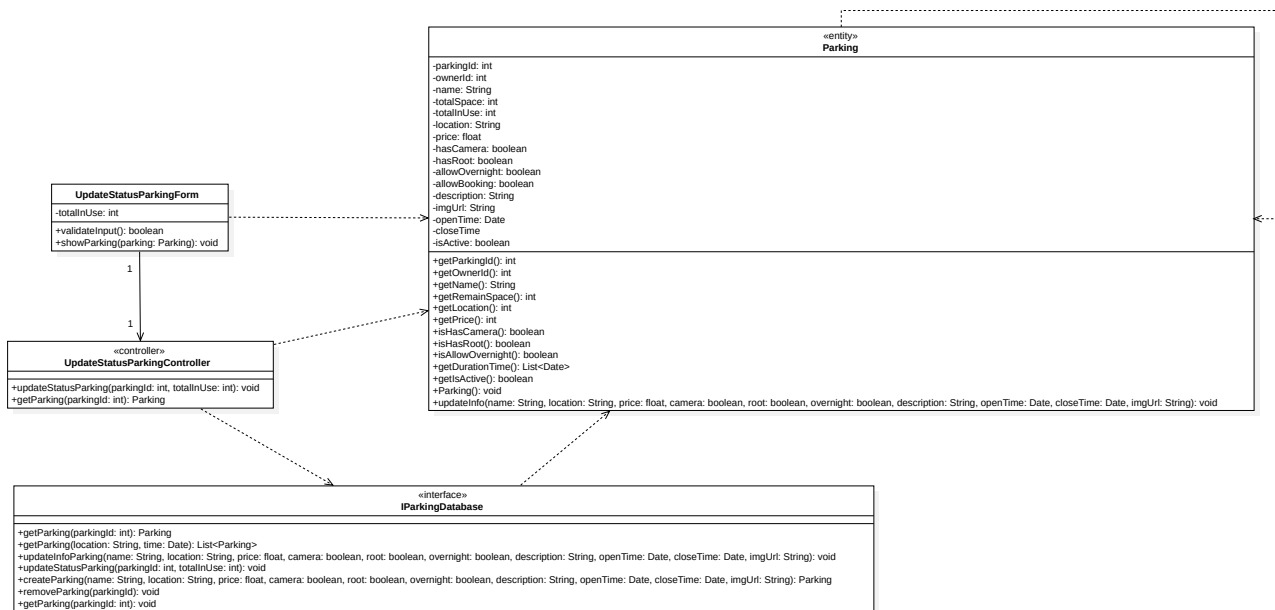 «entity»
Parking
-parkingId: int
-ownerId: int
-name: String
-totalSpace: int
-totalInUse: int
-location: String
-price: float
-hasCamera: boolean
-hasRoot: boolean
-allowOvernight: boolean
-allowBooking: boolean
-description: String
-imgUrl: String
-openTime: Date
-closeTime
-isActive: boolean
+getParkingId(): int
+getOwnerId(): int
+getName(): String
+getRemainSpace(): int
+getLocation(): int
+getPrice(): int
+isHasCamera(): boolean
+isHasRoot(): boolean
+isAllowOvernight(): boolean
+getDurationTime(): List<Date>
+getIsActive(): boolean
+Parking(): void
+updateInfo(name: String, location: String, price: float, camera: boolean, root: boolean, overnight: boolean, description: String, openTime: Date, closeTime: Date, imgUrl: String): void
UpdateStatusParkingForm
-totalInUse: int
+validateInput(): boolean
+showParking(parking: Parking): void
1
1
«controller»
UpdateStatusParkingController
+updateStatusParking(parkingId: int, totalInUse: int): void
+getParking(parkingId: int): Parking
«interface»
IParkingDatabase
+getParking(parkingId: int): Parking
+getParking(location: String, time: Date): List<Parking>
+updateInfoParking(name: String, location: String, price: float, camera: boolean, root: boolean, overnight: boolean, description: String, openTime: Date, closeTime: Date, imgUrl: String): void
+updateStatusParking(parkingId: int, totalInUse: int): void
+createParking(name: String, location: String, price: float, camera: boolean, root: boolean, overnight: boolean, description: String, openTime: Date, closeTime: Date, imgUrl: String): Parking
+removeParking(parkingId): void
+getParking(parkingId: int): void